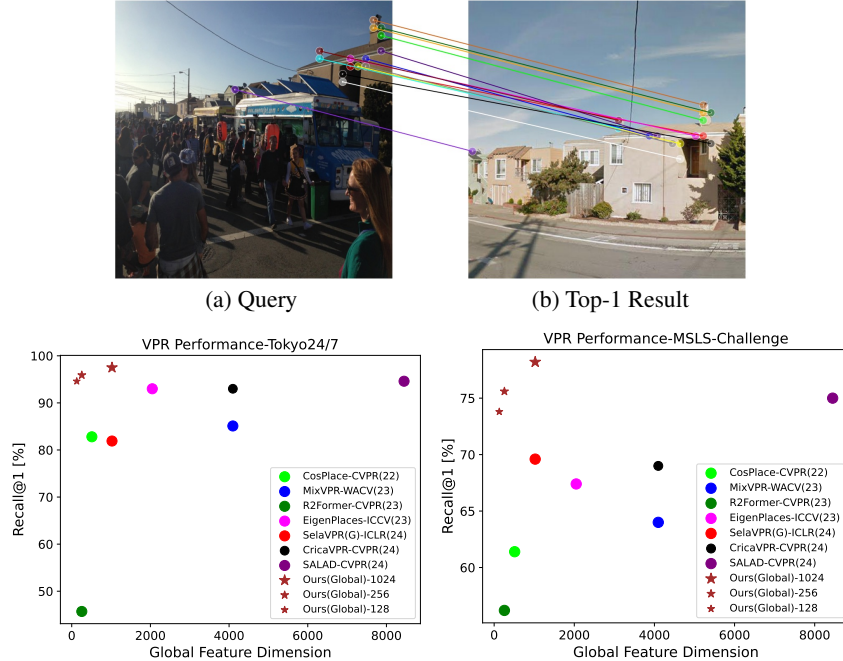 (a) Query
(b) Top-1 Result
VPR Performance-Tokyo24/7
Recall@1 [%]
100
90
80
70
60
50
0
2000
4000
6000
8000
Global Feature Dimension
CosPlace-CVPR(22)
MixVPR-WACV(23)
R2Former-CVPR(23)
EigenPlaces-ICCV(23)
SelaVPR(G)-ICLR(24)
CricaVPR-CVPR(24)
SALAD-CVPR(24)
Ours(Global)-1024
Ours(Global)-256
Ours(Global)-128
VPR Performance-MSLS-Challenge
Recall@1 [%]
75
70
65
60
0
2000
4000
6000
8000
Global Feature Dimension
CosPlace-CVPR(22)
MixVPR-WACV(23)
R2Former-CVPR(23)
EigenPlaces-ICCV(23)
SelaVPR(G)-ICLR(24)
CricaVPR-CVPR(24)
SALAD-CVPR(24)
Ours(Global)-1024
Ours(Global)-256
Ours(Global)-128